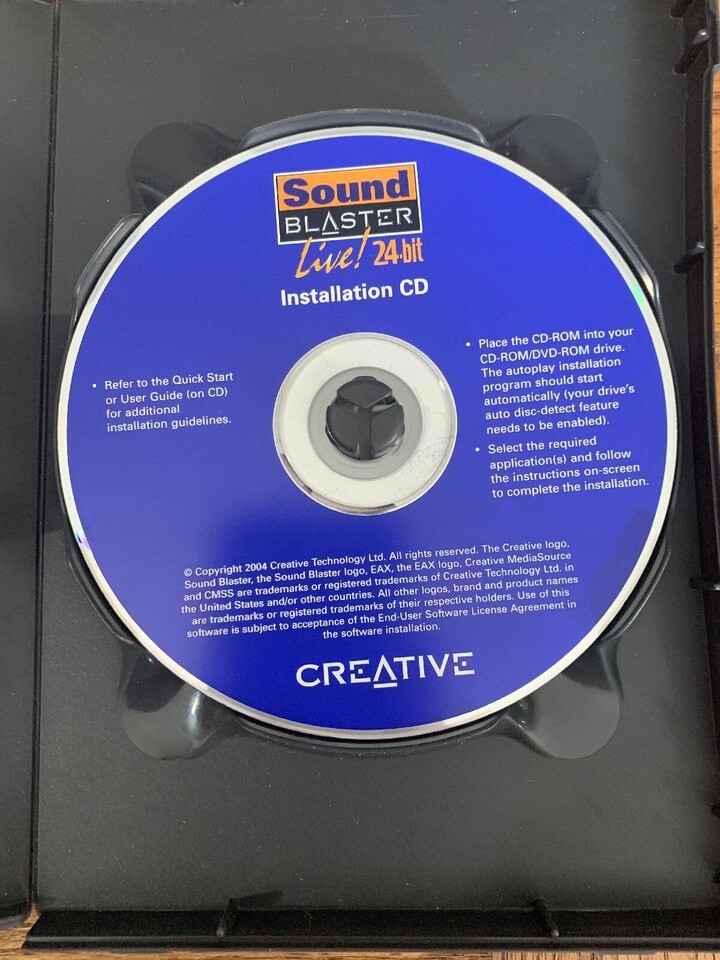 Sound
BLASTER
Live! 24-bit
Installation CD
• Refer to the Quick Start
or User Guide (on CD)
for additional
installation guidelines.
• Place the CD-ROM into your
CD-ROM/DVD-ROM drive.
The autoplay installation
program should start
automatically (your drive's
auto disc-detect feature
needs to be enabled).
• Select the required
application(s) and follow
the instructions on-screen
to complete the installation.
© Copyright 2004 Creative Technology Ltd. All rights reserved. The Creative logo,
Sound Blaster, the Sound Blaster logo, EAX, the EAX logo, Creative MediaSource
and CMSS are trademarks or registered trademarks of Creative Technology Ltd. in
the United States and/or other countries. All other logos, brand and product names
are trademarks or registered trademarks of their respective holders. Use of this
software is subject to acceptance of the End-User Software License Agreement in
the software installation.
CREATIVE